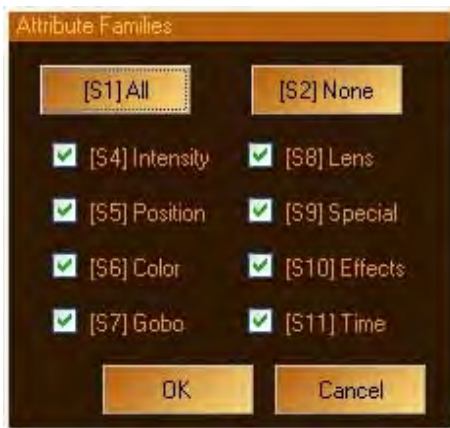 Attribute Families
[S1] All [S2] None
[S4] Intensity [S8] Lens
[S5] Position [S9] Special
[S6] Color [S10] Effects
[S7] Gobo [S11] Time
OK Cancel